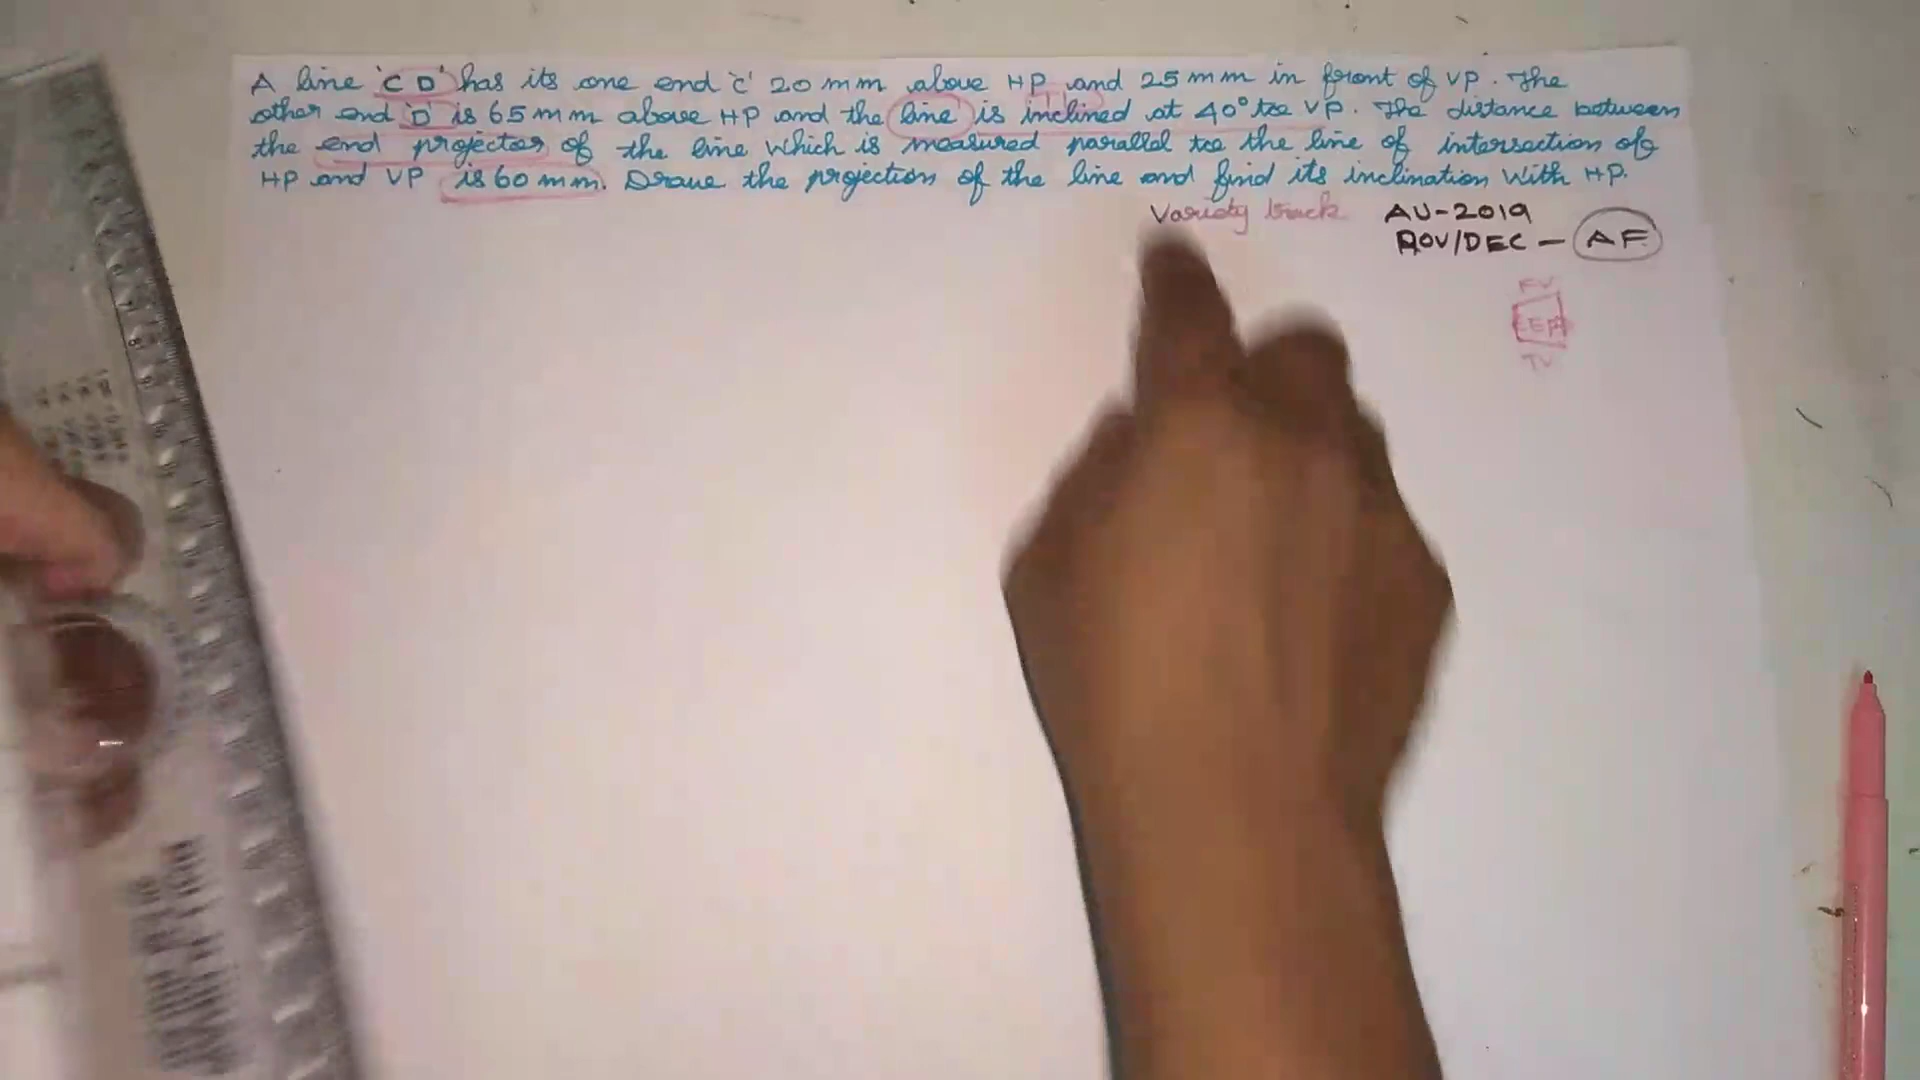 A line 'CD' has its one end 'c' 20 mm above HP and 25 mm in front of VP. The
other end 'D' is 65 mm above HP and the line is inclined at 40° too VP. The distance between
the end projector of the line which is measured parallel too the line of intersection of
HP and VP is 60 mm. Draw the projection of the line and find its inclination with HP.
Variety track
AU-2019
NOV/DEC - AF
FV
EEP
TV